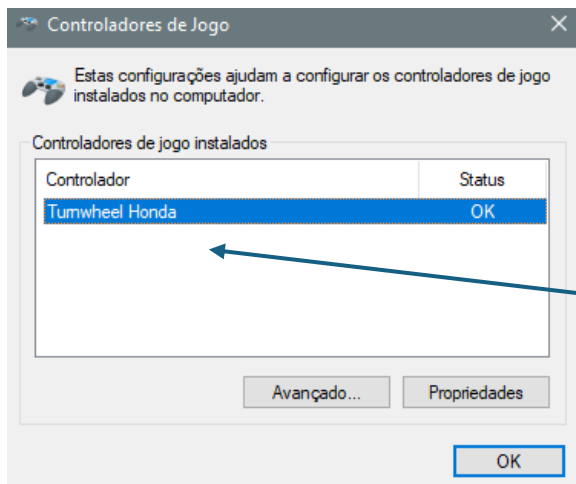 Controladores de Jogo
Estas configurações ajudam a configurar os controladores de jogo
instalados no computador.
Controladores de jogo instalados
Controlador Status
Turnwheel Honda OK
Avançado... Propriedades
OK